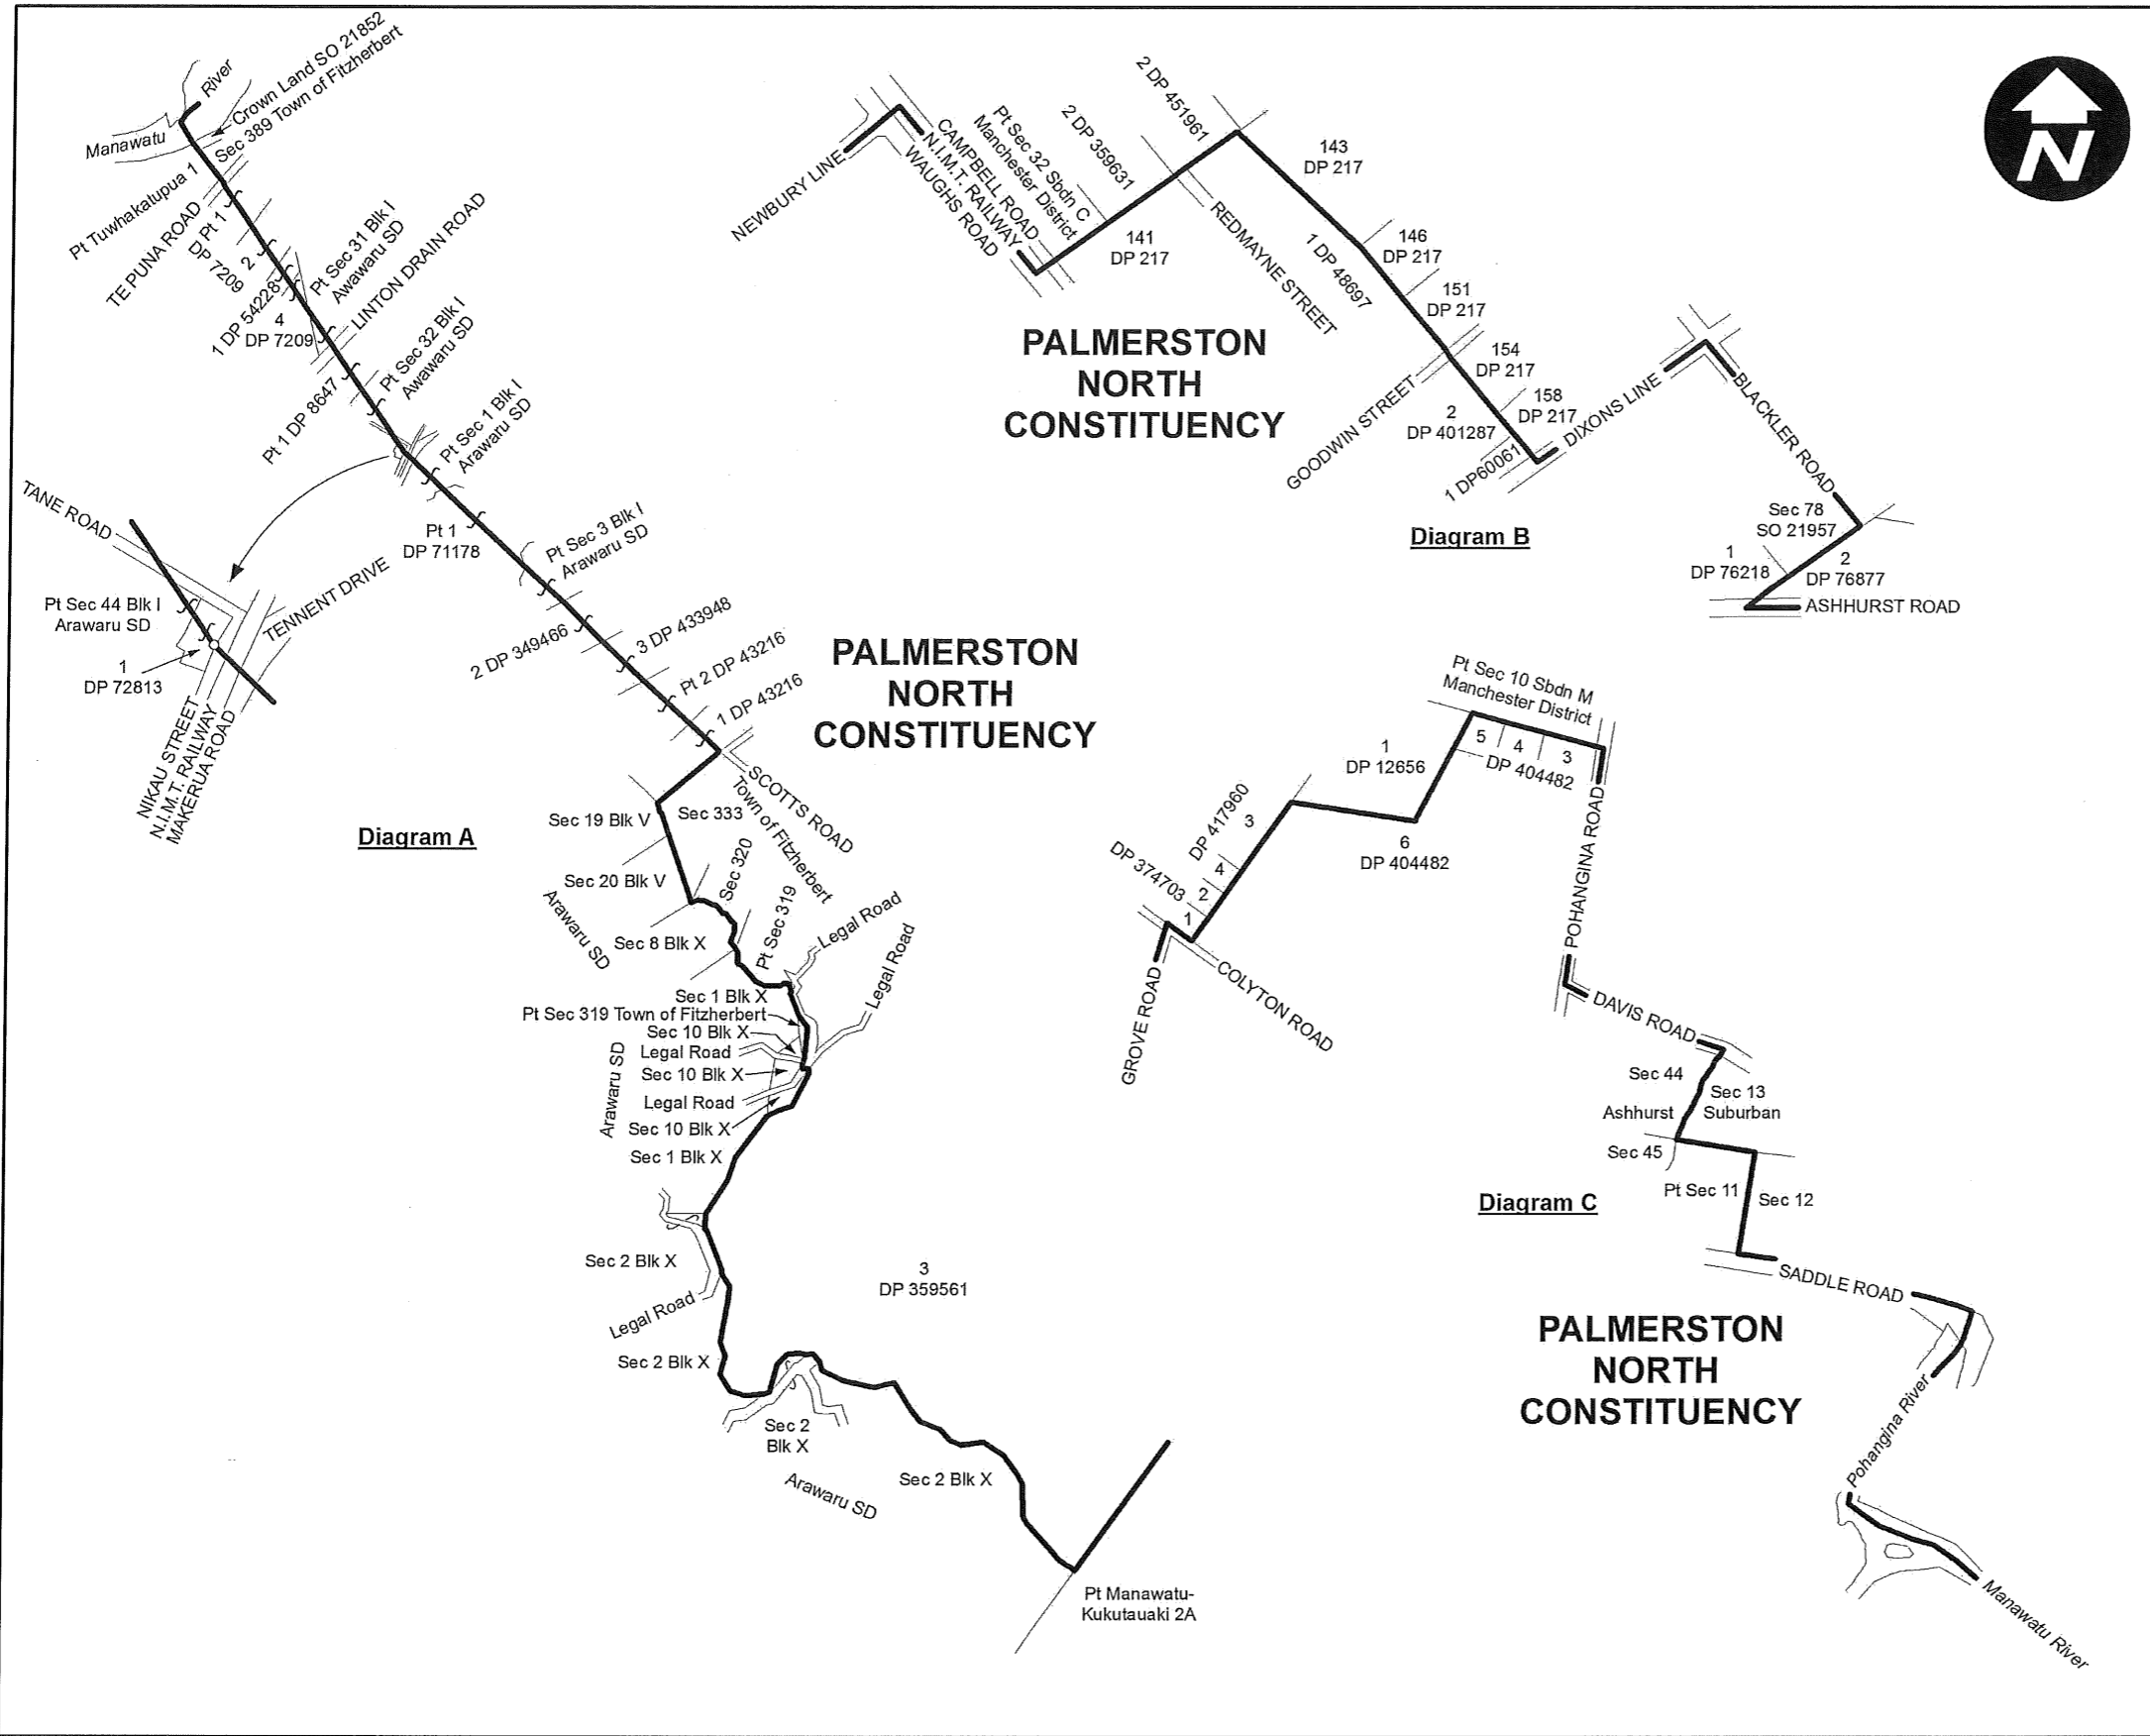 River
Manawatu
Crown Land SO 21852
Sec 389 Town of Fitzherbert
Pt Tuwhakatupua 1
TE PUNA ROAD
Pt 1
DP 7209
2
1 DP 54228
4
DP 7209
Pt Sec 31 Blk I
Awawaru SD
LINTON DRAIN ROAD
Pt Sec 32 Blk I
Awawaru SD
Pt 1 DP 8647
Pt Sec 1 Blk I
Arawaru SD
Pt 1
DP 71178
Pt Sec 3 Blk I
Arawaru SD
2 DP 349466
3 DP 433948
Pt 2 DP 43216
1 DP 43216
TANE ROAD
Pt Sec 44 Blk I
Arawaru SD
1
DP 72813
TENNENT DRIVE
NIKAU STREET
N.I.M.T. RAILWAY
MAKERUA ROAD
Diagram A
PALMERSTON
NORTH
CONSTITUENCY
SCOTTS ROAD
Town of Fitzherbert
Sec 19 Blk V
Sec 333
Sec 20 Blk V
Sec 320
Arawaru SD
Sec 8 Blk X
Pt Sec 319
Legal Road
Legal Road
Sec 1 Blk X
Pt Sec 319 Town of Fitzherbert
Sec 10 Blk X
Legal Road
Sec 10 Blk X
Legal Road
Sec 10 Blk X
Arawaru SD
Sec 1 Blk X
Sec 2 Blk X
Legal Road
Sec 2 Blk X
3
DP 359561
Sec 2
Blk X
Arawaru SD
Sec 2 Blk X
Pt Manawatu-
Kukutauaki 2A
NEWBURY LINE
WAUGHS ROAD
N.I.M.T. RAILWAY
CAMPBELL ROAD
Pt Sec 32 Sbdn C
Manchester District
2 DP 359631
2 DP 451961
141
DP 217
REDMAYNE STREET
143
DP 217
1 DP 48697
146
DP 217
151
DP 217
154
DP 217
158
DP 217
GOODWIN STREET
2
DP 401287
1 DP60061
DIXONS LINE
BLACKLER ROAD
Sec 78
SO 21957
1
DP 76218
2
DP 76877
ASHHURST ROAD
PALMERSTON
NORTH
CONSTITUENCY
Diagram B
N
Pt Sec 10 Sbdn M
Manchester District
5
4
3
DP 404482
1
DP 12656
6
DP 404482
DP 417960
3
4
DP 374703
2
1
GROVE ROAD
COLYTON ROAD
POHANGINA ROAD
DAVIS ROAD
Sec 44
Sec 13
Ashhurst
Suburban
Sec 45
Pt Sec 11
Sec 12
Diagram C
SADDLE ROAD
PALMERSTON
NORTH
CONSTITUENCY
Pohangina River
Manawatu River